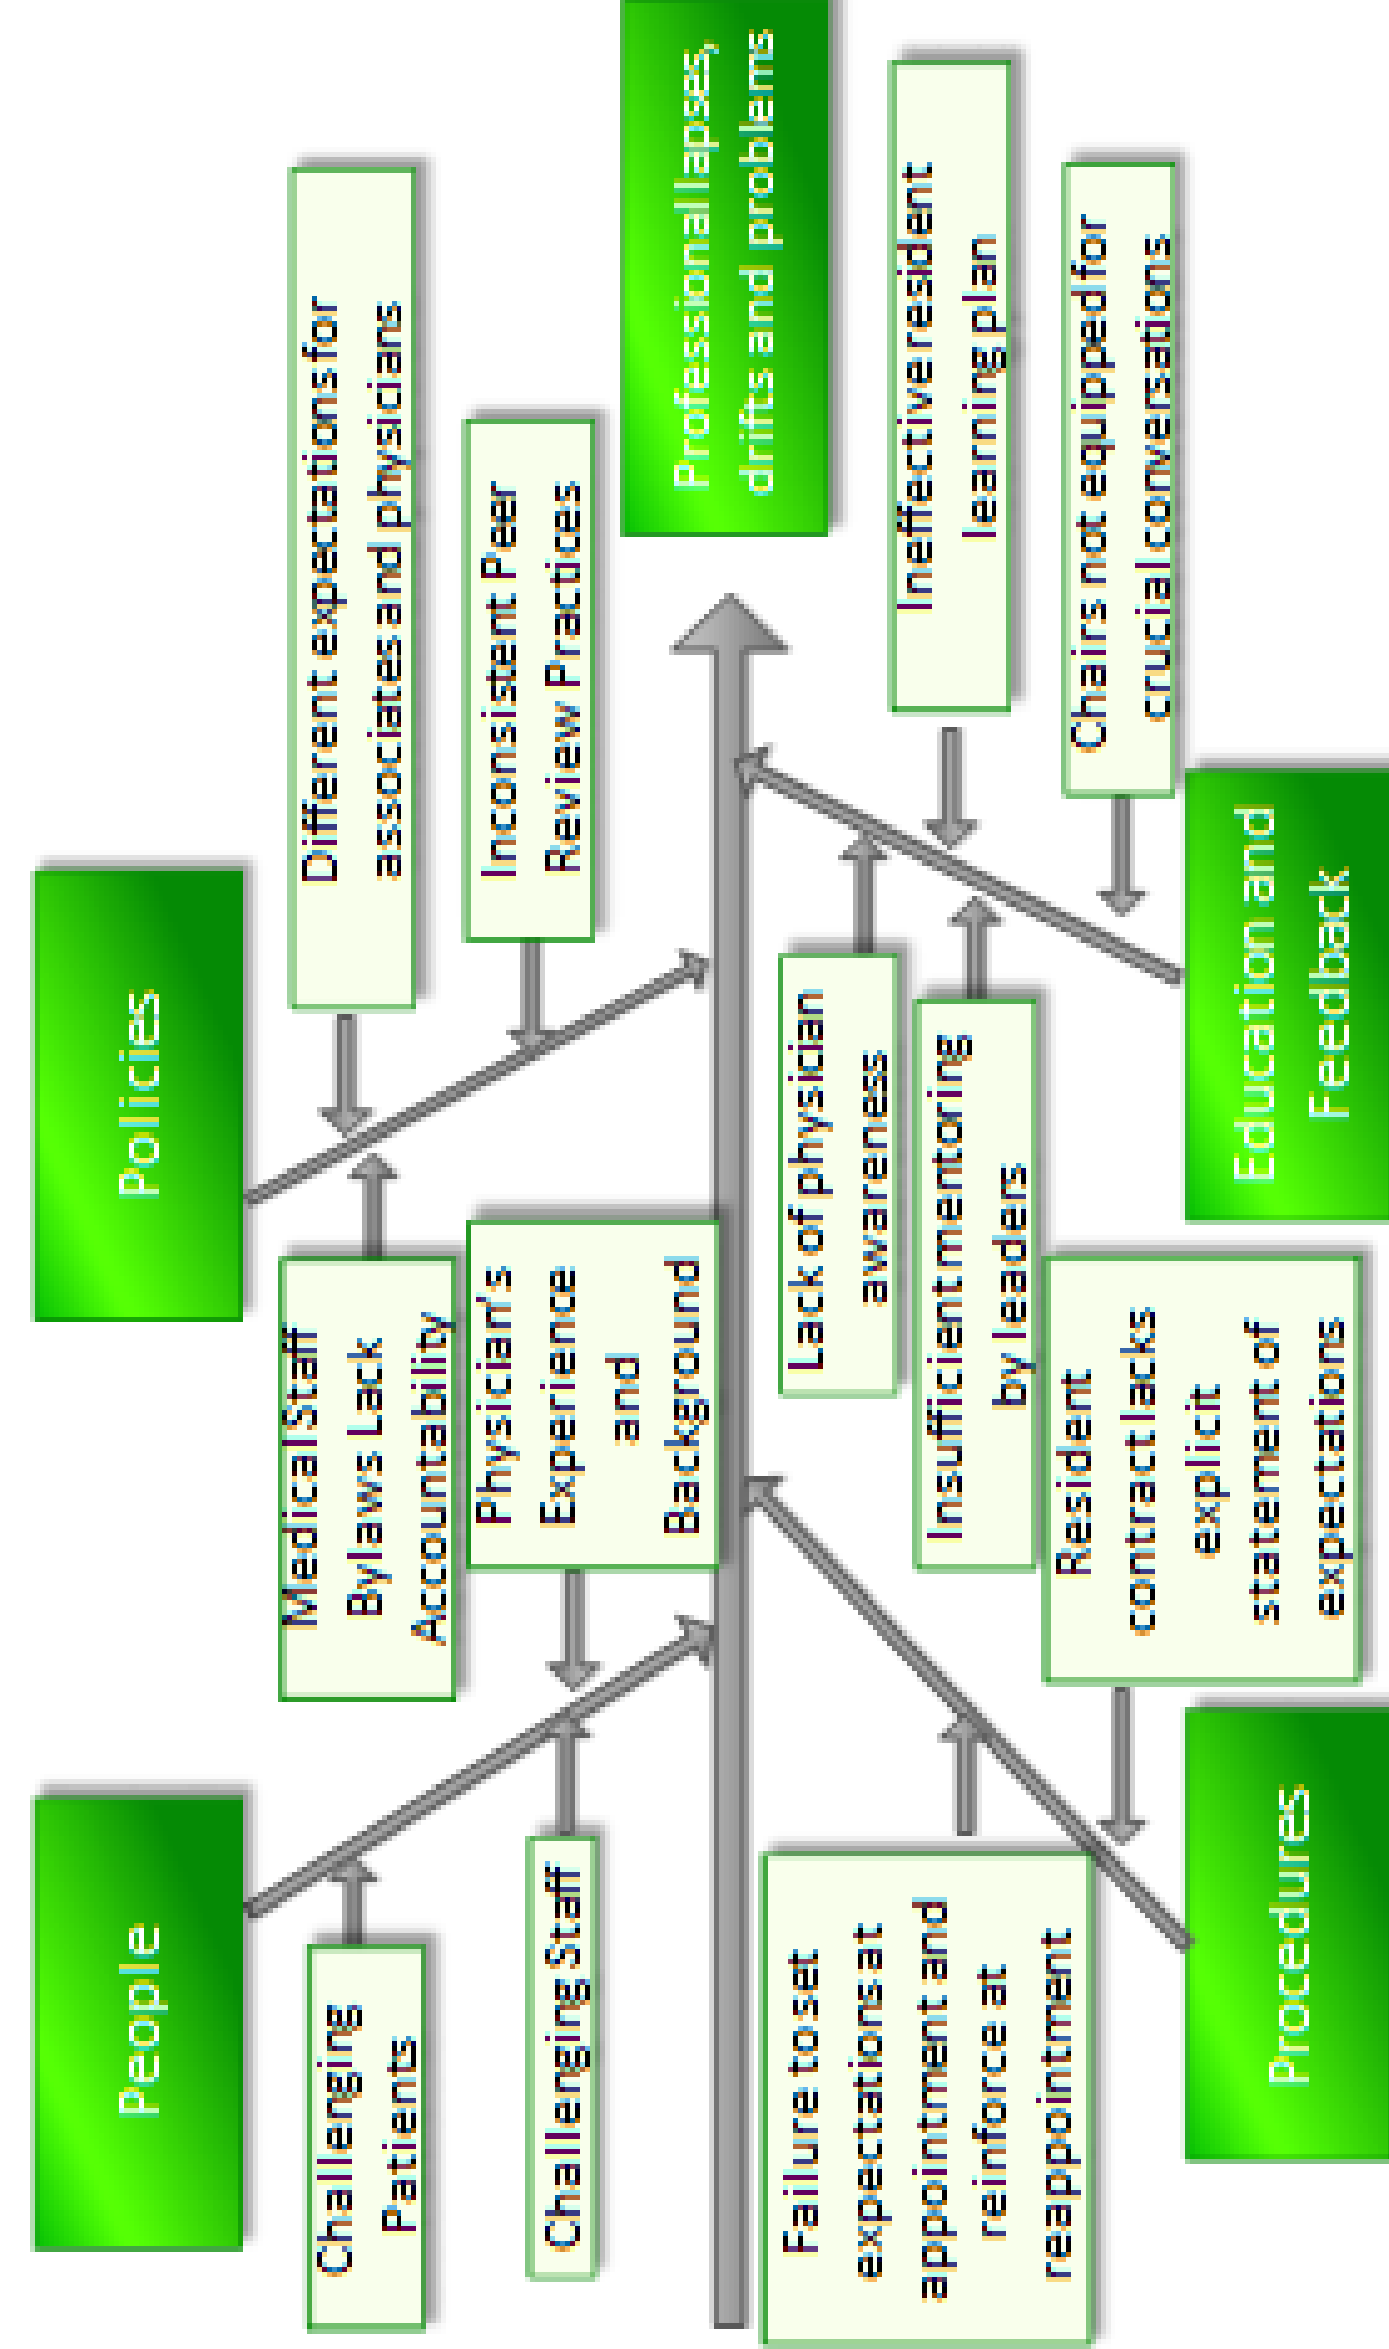 People
Policies
Challenging
Patients
Challenging Staff
Medical Staff
Bylaws Lack
Accountability
Physician's
Experience
and
Background
Different expectations for
associates and physicians
Inconsistent Peer
Review Practices
Professional lapses,
drifts and problems
Failure to set
expectations at
appointment and
reinforce at
reappointment
Resident
contract lacks
explicit
statement of
expectations
Lack of physician
awareness
Insufficient mentoring
by leaders
Ineffective resident
learning plan
Chairs not equipped for
crucial conversations
Procedures
Education and
Feedback